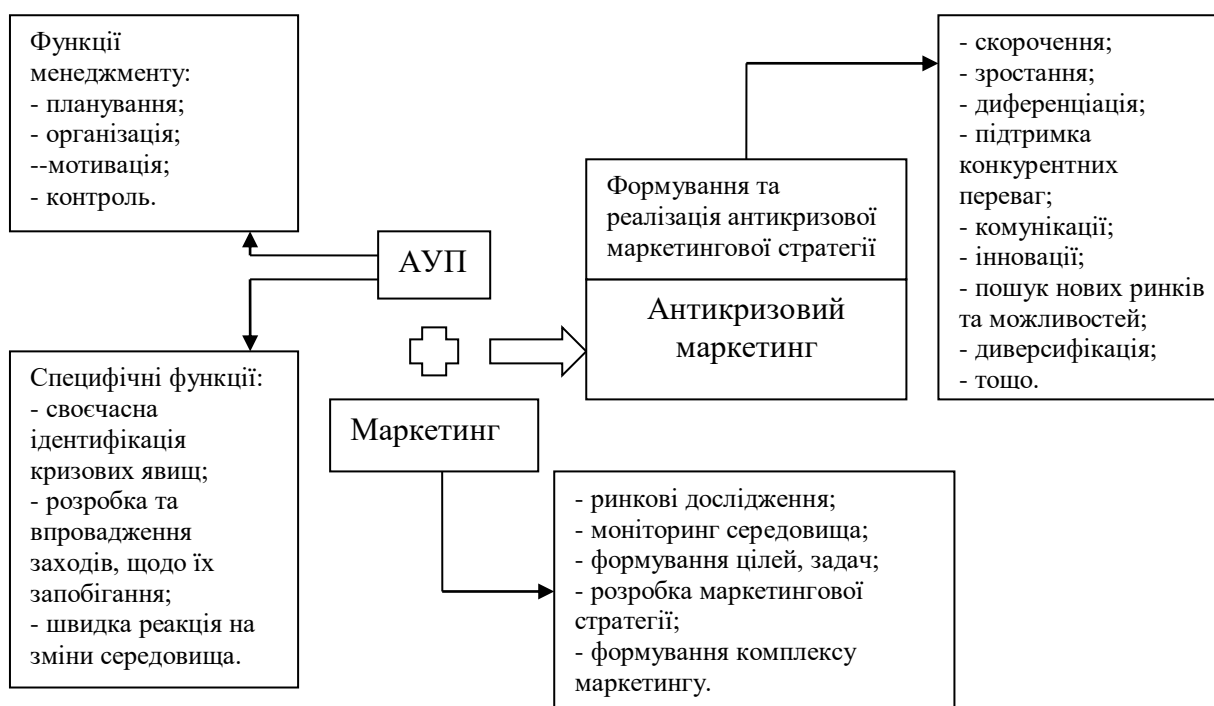 Функції
менеджменту:
- планування;
- організація;
--мотивація;
- контроль.
АУП
Специфічні функції:
- своєчасна
ідентифікація
кризових явищ;
- розробка та
впровадження
заходів, щодо їх
запобігання;
- швидка реакція на
зміни середовища.
Маркетинг
- ринкові дослідження;
- моніторинг середовища;
- формування цілей, задач;
- розробка маркетингової
стратегії;
- формування комплексу
маркетингу.
Формування та
реалізація антикризової
маркетингової стратегії
Антикризовий
маркетинг
- скорочення;
- зростання;
- диференціація;
- підтримка
конкурентних
переваг;
- комунікації;
- інновації;
- пошук нових ринків
та можливостей;
- диверсифікація;
- тощо.